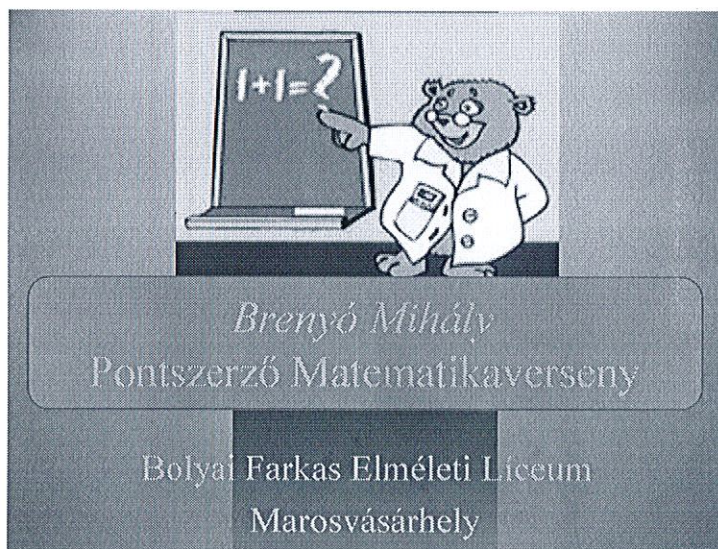 1+1=?
Brenyó Mihály
Pontszerző Matematikaverseny
Bolyai Farkas Elméleti Líceum
Marosvásárhely